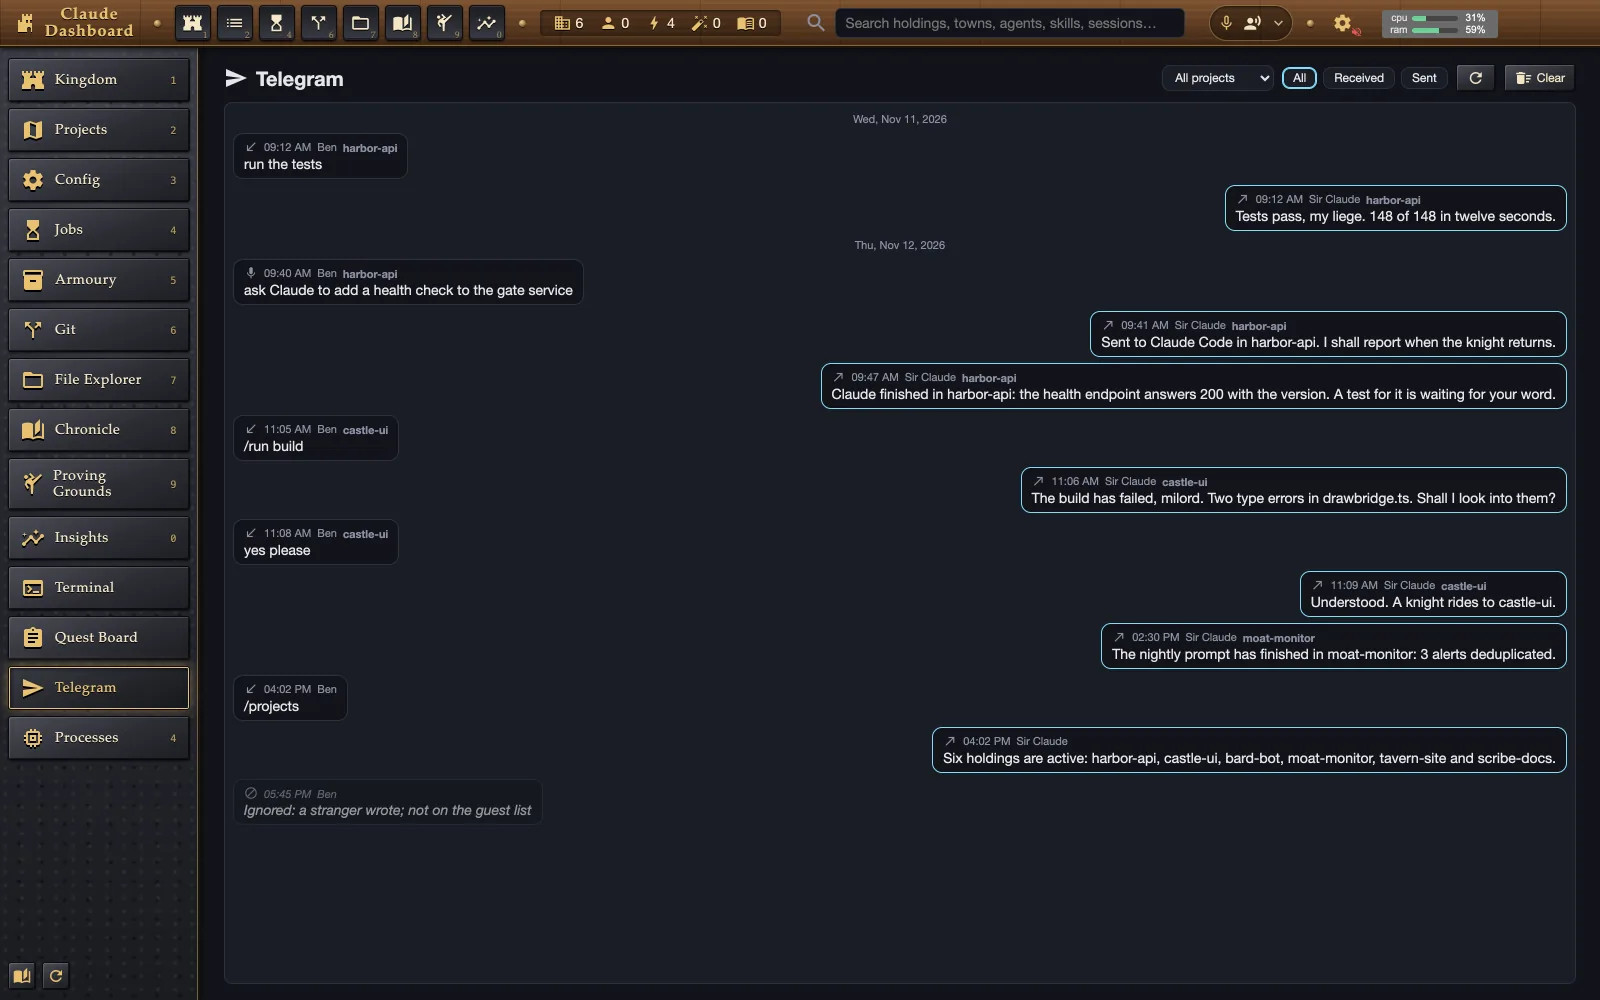 Claude Dashboard
1
2
4
6
7
8
9
0
6
0
4
0
0
Search holdings, towns, agents, skills, sessions...
cpu 31%
ram 59%
Kingdom 1
Projects 2
Config 3
Jobs 4
Armoury 5
Git 6
File Explorer 7
Chronicle 8
Proving Grounds 9
Insights 0
Terminal
Quest Board
Telegram
Processes 4
Telegram
All projects
All
Received
Sent
Clear
Wed, Nov 11, 2026
09:12 AM Ben harbor-api
run the tests
09:12 AM Sir Claude harbor-api
Tests pass, my liege. 148 of 148 in twelve seconds.
Thu, Nov 12, 2026
09:40 AM Ben harbor-api
ask Claude to add a health check to the gate service
09:41 AM Sir Claude harbor-api
Sent to Claude Code in harbor-api. I shall report when the knight returns.
09:47 AM Sir Claude harbor-api
Claude finished in harbor-api: the health endpoint answers 200 with the version. A test for it is waiting for your word.
11:05 AM Ben castle-ui
/run build
11:06 AM Sir Claude castle-ui
The build has failed, milord. Two type errors in drawbridge.ts. Shall I look into them?
11:08 AM Ben castle-ui
yes please
11:09 AM Sir Claude castle-ui
Understood. A knight rides to castle-ui.
02:30 PM Sir Claude moat-monitor
The nightly prompt has finished in moat-monitor: 3 alerts deduplicated.
04:02 PM Ben
/projects
04:02 PM Sir Claude
Six holdings are active: harbor-api, castle-ui, bard-bot, moat-monitor, tavern-site and scribe-docs.
05:45 PM Ben
Ignored: a stranger wrote; not on the guest list